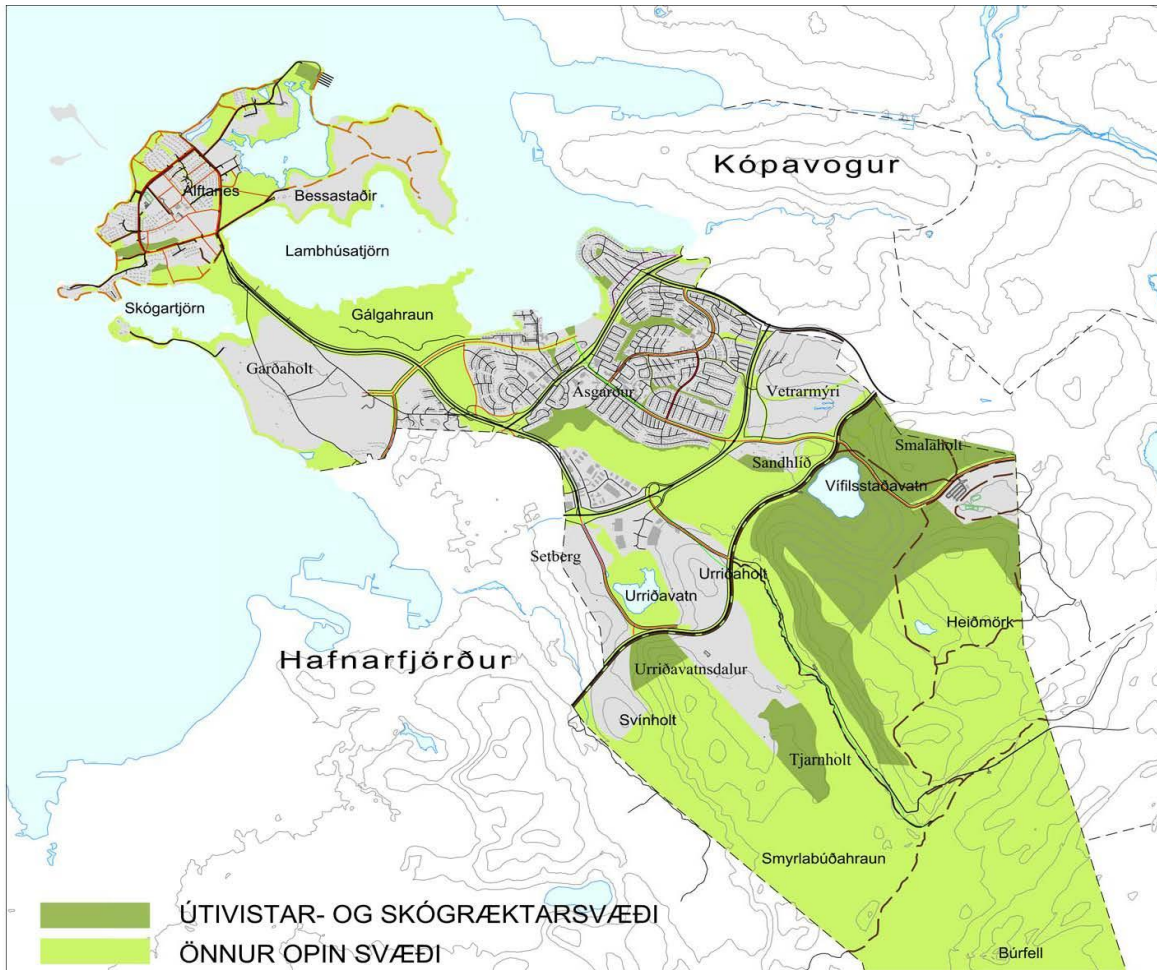 Kópavogur
Álftanes
Bessastaðir
Lambhúsatjörn
Skógartjörn
Gálgahraun
Garðaholt
Ásgarður
Vetrarmýri
Smalaholt
Sandhlíð
Vífilsstaðavatn
Setberg
Urriðaholt
Urriðavatn
Heiðmörk
Hafnarfjörður
Urriðavatnsdalur
Svínholt
Tjarnholt
Smyrlabúðahraun
ÚTIVISTAR- OG SKÓGRÆKTARSVÆÐI
ÖNNUR OPIN SVÆÐI
Búrfell